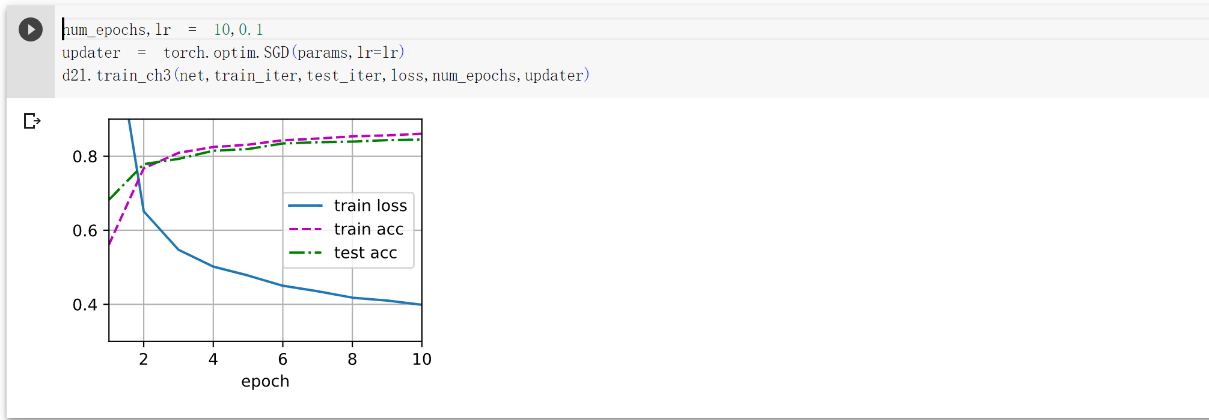 num_epochs,lr = 10,0.1
updater = torch.optim.SGD(params,lr=lr)
d2l.train_ch3(net,train_iter,test_iter,loss,num_epochs,updater)
0.8
0.6
0.4
train loss
train acc
test acc
2 4 6 8 10
epoch